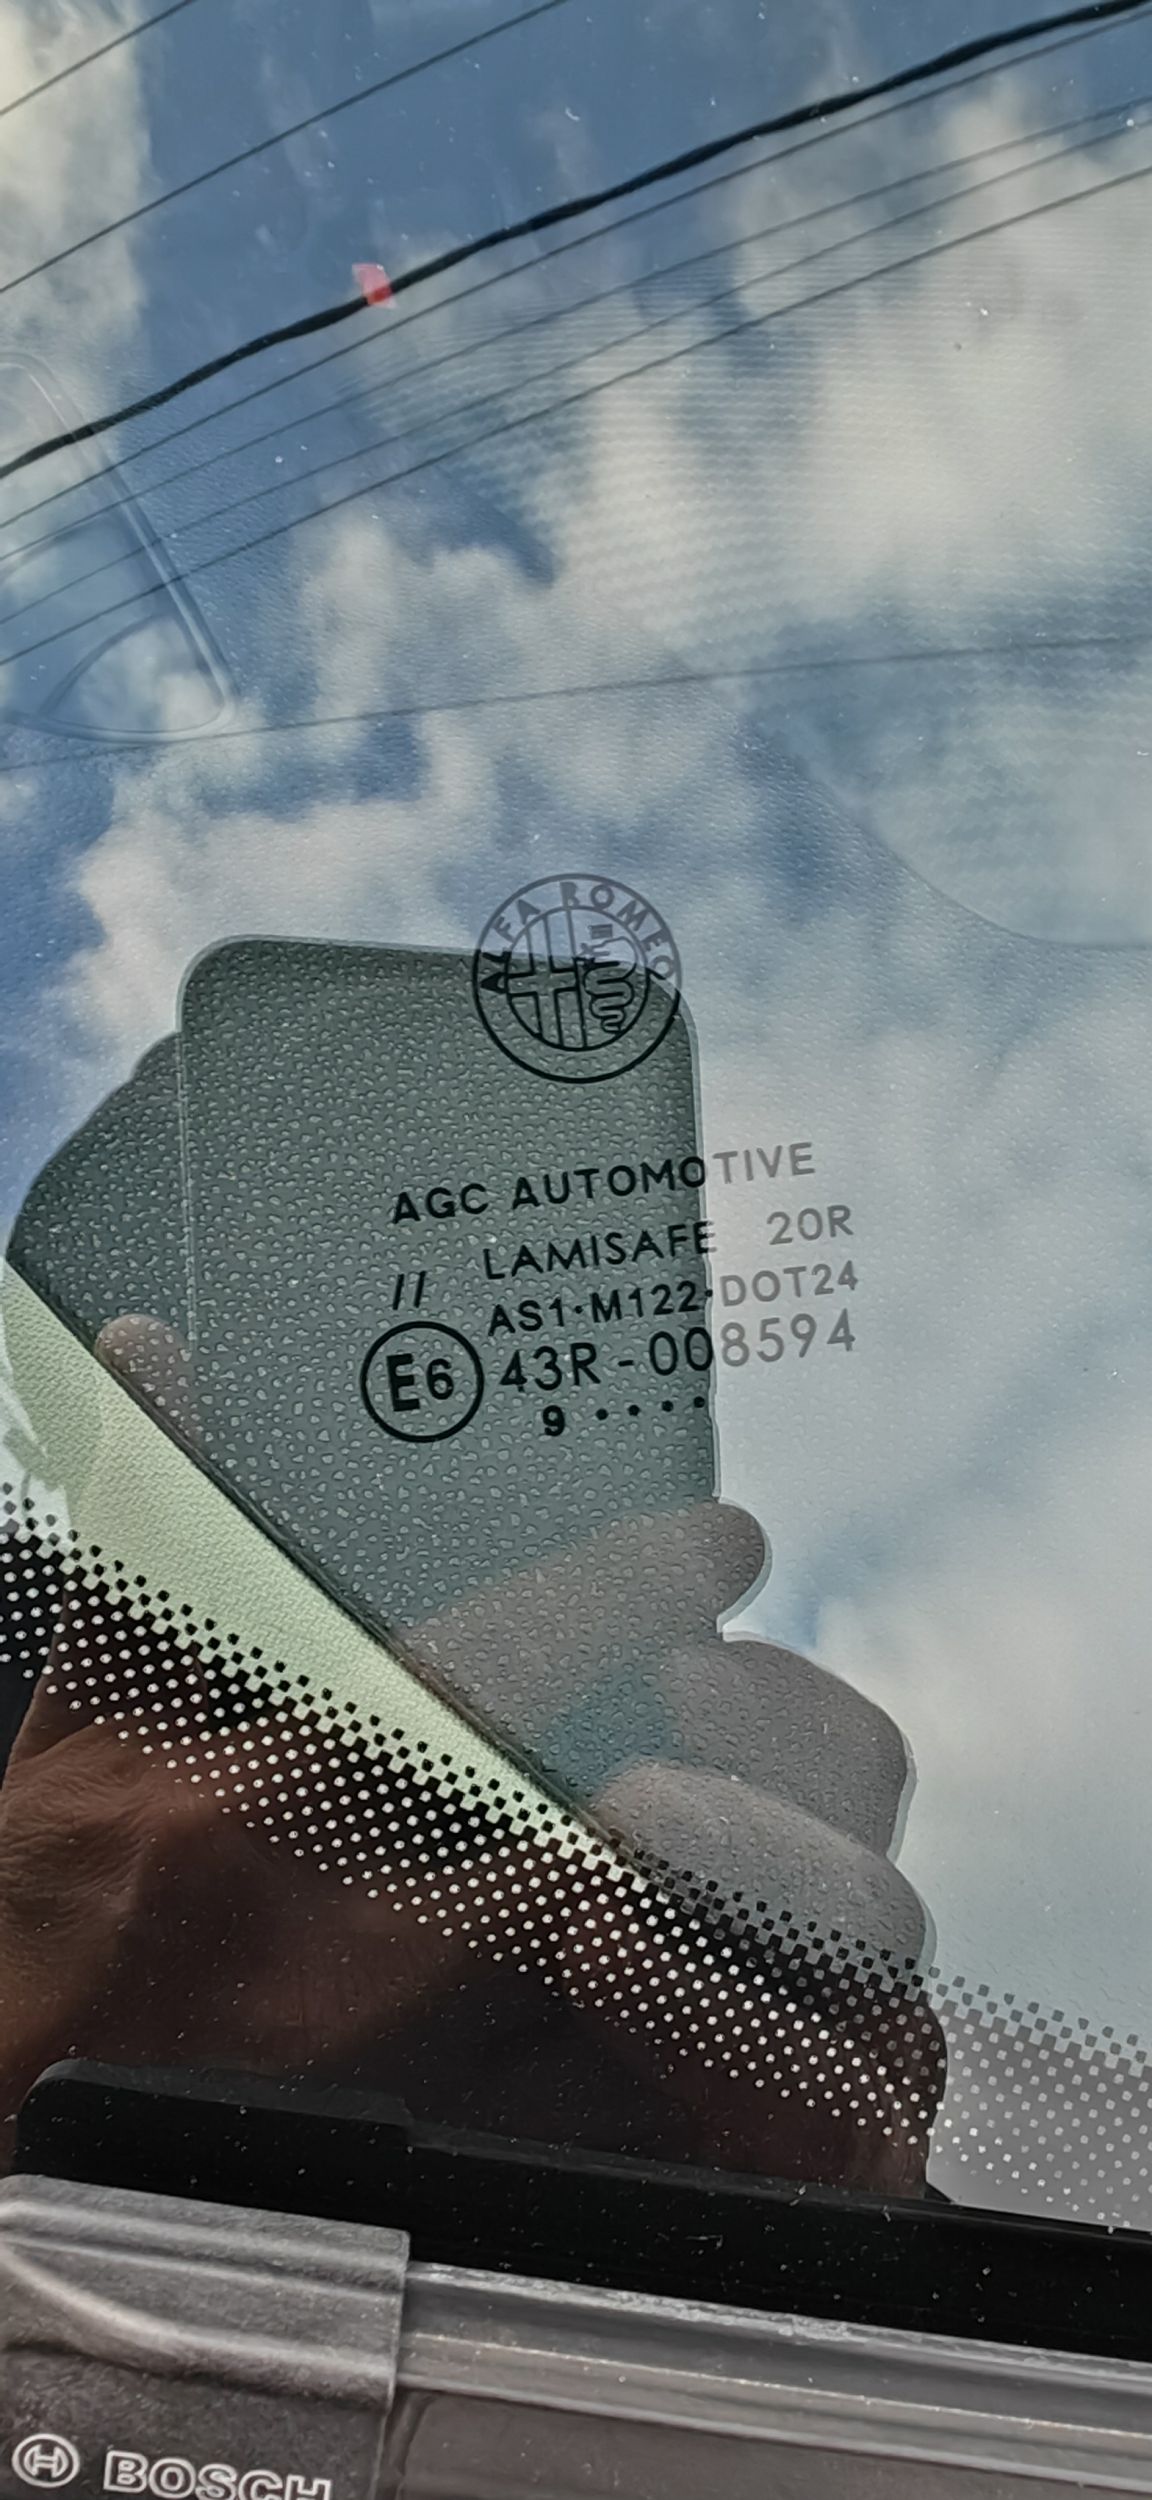 ALFA ROMEO
AGC AUTOMOTIVE
LAMISAFE 20R
// AS1·M122·DOT24
E6 43R-008594
9 ····
BOSCH